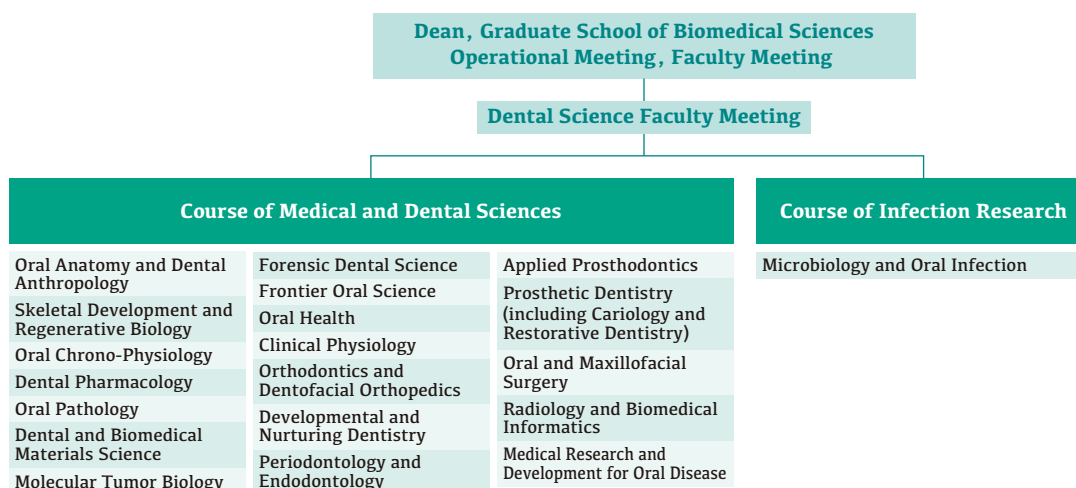 Dean, Graduate School of Biomedical Sciences
Operational Meeting, Faculty Meeting
Dental Science Faculty Meeting
Course of Medical and Dental Sciences
Oral Anatomy and Dental
Anthropology
Skeletal Development and
Regenerative Biology
Oral Chrono-Physiology
Dental Pharmacology
Oral Pathology
Dental and Biomedical
Materials Science
Molecular Tumor Biology
Forensic Dental Science
Frontier Oral Science
Oral Health
Clinical Physiology
Orthodontics and
Dentofacial Orthopedics
Developmental and
Nurturing Dentistry
Periodontology and
Endodontology
Applied Prosthodontics
Prosthetic Dentistry
(including Cariology and
Restorative Dentistry)
Oral and Maxillofacial
Surgery
Radiology and Biomedical
Informatics
Medical Research and
Development for Oral Disease
Course of Infection Research
Microbiology and Oral Infection